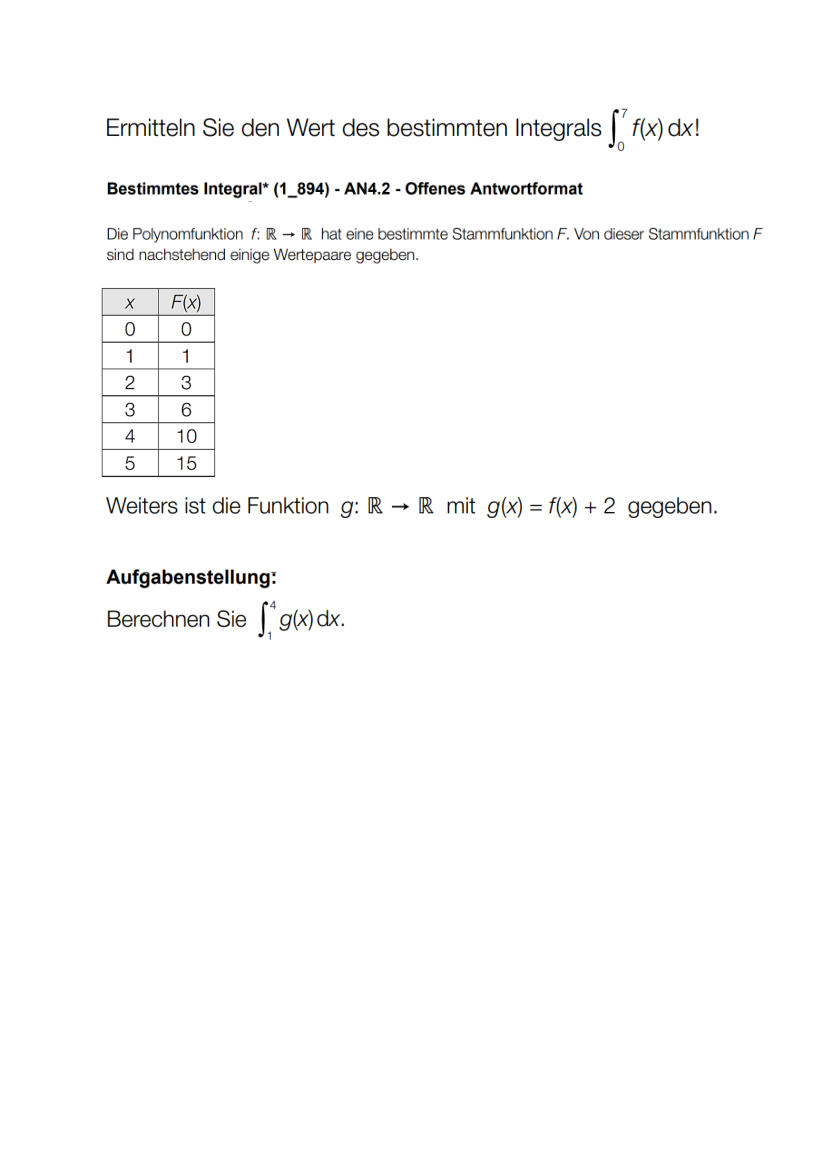 Ermitteln Sie den Wert des bestimmten Integrals ∫₀⁷ f(x) dx!
Bestimmtes Integral* (1_894) - AN4.2 - Offenes Antwortformat
Die Polynomfunktion f: ℝ → ℝ hat eine bestimmte Stammfunktion F. Von dieser Stammfunktion F
sind nachstehend einige Wertepaare gegeben.
x F(x)
0 0
1 1
2 3
3 6
4 10
5 15
Weiters ist die Funktion g: ℝ → ℝ mit g(x) = f(x) + 2 gegeben.
Aufgabenstellung:
Berechnen Sie ∫₁⁴ g(x) dx.